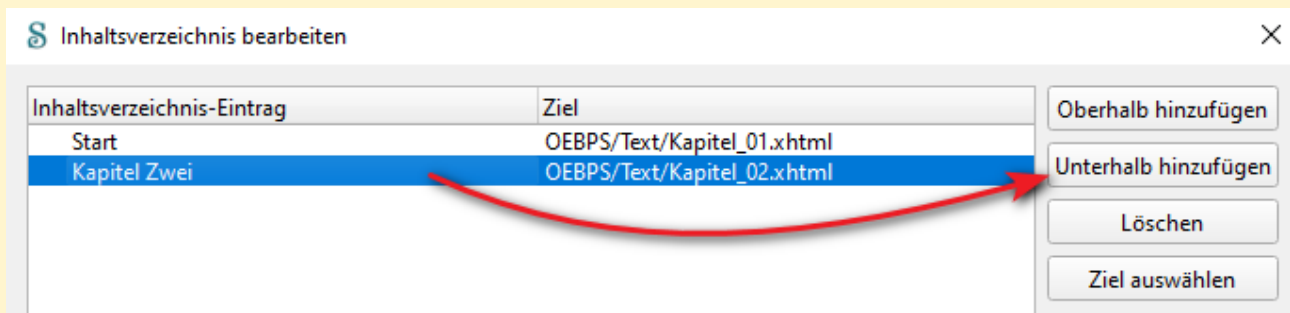 Inhaltsverzeichnis bearbeiten
Inhaltsverzeichnis-Eintrag Ziel
Oberhalb hinzufügen
Start OEBPS/Text/Kapitel_01.xhtml
Kapitel Zwei OEBPS/Text/Kapitel_02.xhtml
Unterhalb hinzufügen
Löschen
Ziel auswählen